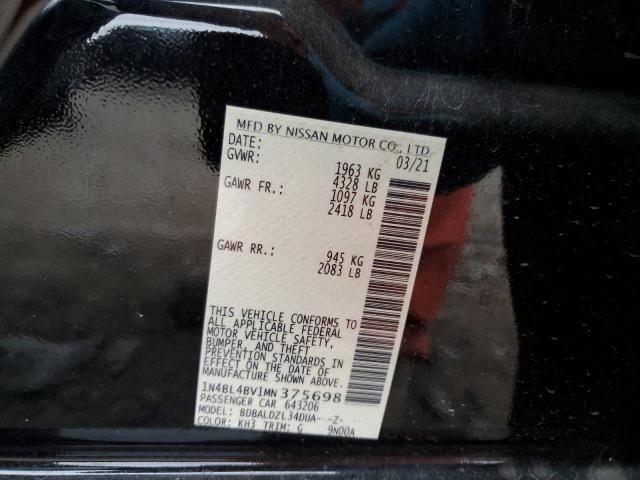 MFD BY NISSAN MOTOR CO., LTD.
DATE: 03/21
GVWR: 1963 KG
4328 LB
GAWR FR.: 1097 KG
2418 LB
GAWR RR.: 945 KG
2083 LB
THIS VEHICLE CONFORMS TO
ALL APPLICABLE FEDERAL
MOTOR VEHICLE SAFETY,
BUMPER, AND THEFT
PREVENTION STANDARDS IN
EFFECT ON THE DATE OF
MANUFACTURE SHOWN ABOVE.
1N4BL4BV1MN375698
PASSENGER CAR 643206
MODEL: BDBALDZL34DUA---Z-
COLOR: KH3 TRIM: G 9N00A